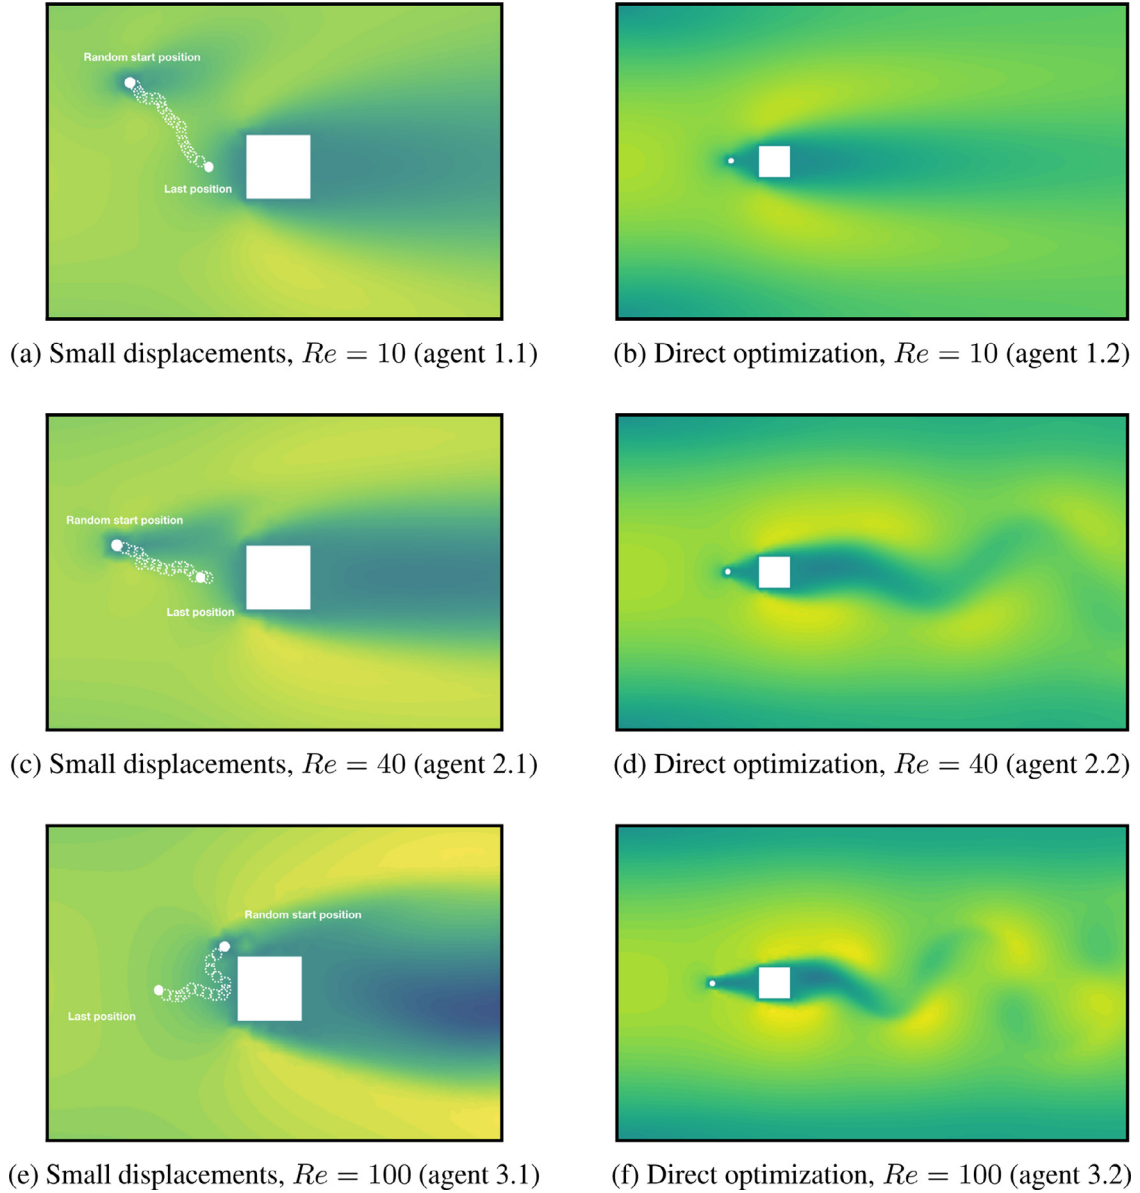 Random start position
Last position
(a) Small displacements, Re = 10 (agent 1.1)
(b) Direct optimization, Re = 10 (agent 1.2)
Random start position
Last position
(c) Small displacements, Re = 40 (agent 2.1)
(d) Direct optimization, Re = 40 (agent 2.2)
Random start position
Last position
(e) Small displacements, Re = 100 (agent 3.1)
(f) Direct optimization, Re = 100 (agent 3.2)